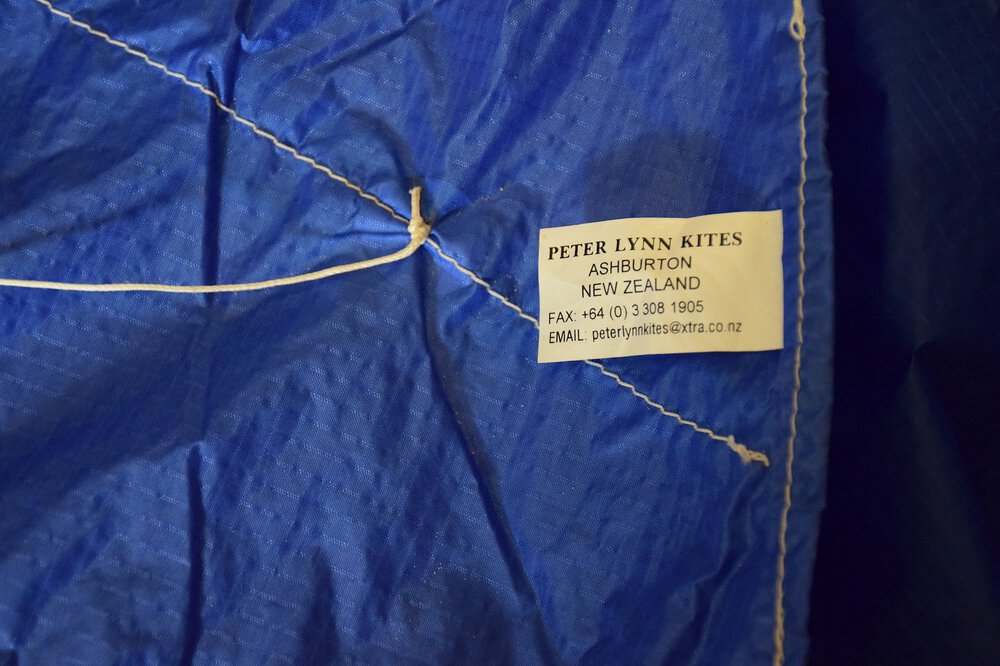 PETER LYNN KITES
ASHBURTON
NEW ZEALAND
FAX: +64 (0) 3 308 1905
EMAIL: peterlynnkites@xtra.co.nz